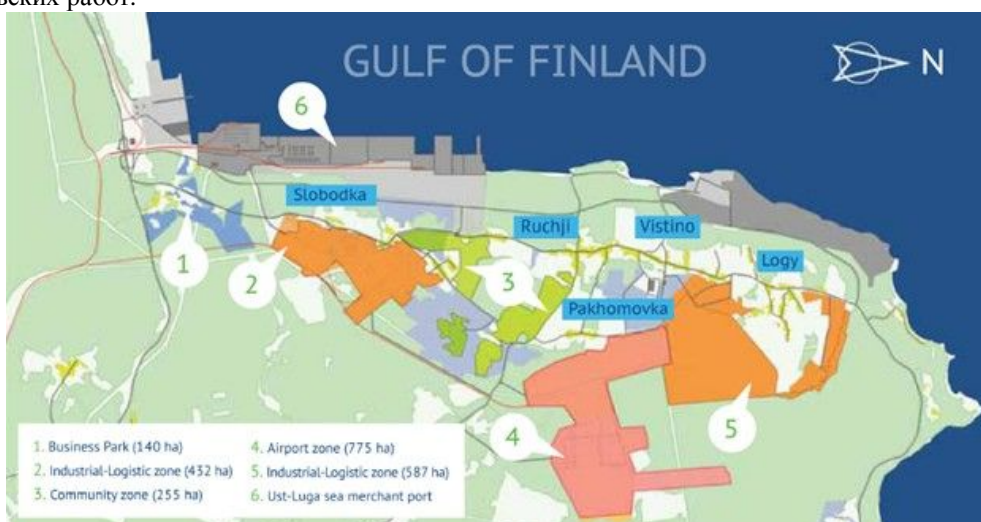 вских работ.
GULF OF FINLAND
N
6
Slobodka
Ruchji
Vistino
Logy
1
2
3
Pakhomovka
4
5
1. Business Park (140 ha)
2. Industrial-Logistic zone (432 ha)
3. Community zone (255 ha)
4. Airport zone (775 ha)
5. Industrial-Logistic zone (587 ha)
6. Ust-Luga sea merchant port